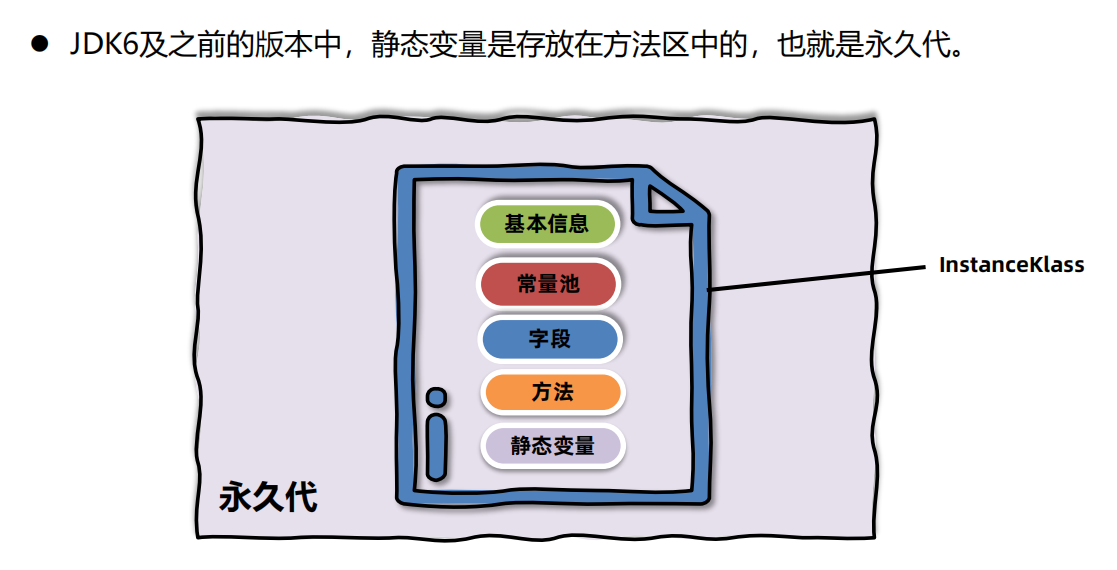 ● JDK6及之前的版本中，静态变量是存放在方法区中的，也就是永久代。
基本信息
常量池
InstanceKlass
字段
方法
静态变量
永久代